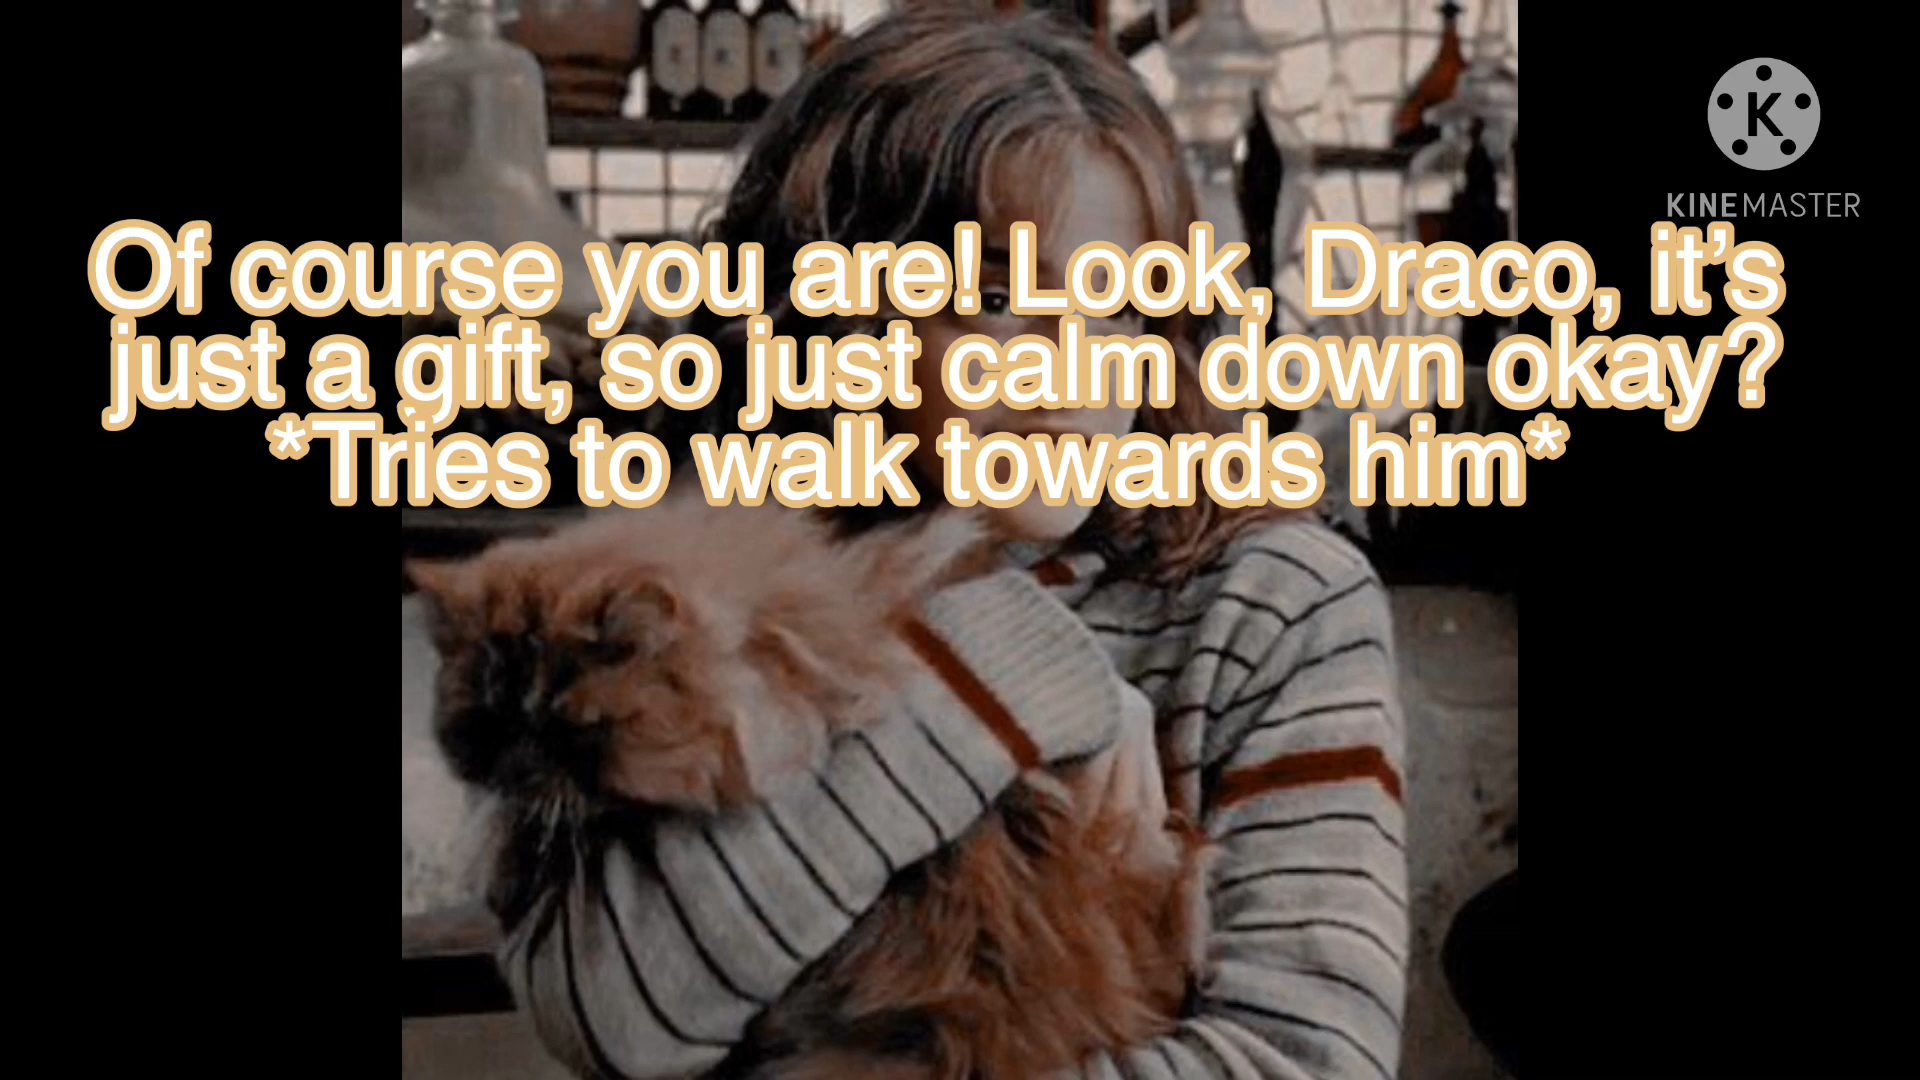 K
KINEMASTER
Of course you are! Look, Draco, it’s
just a gift, so just calm down okay?
*Tries to walk towards him*